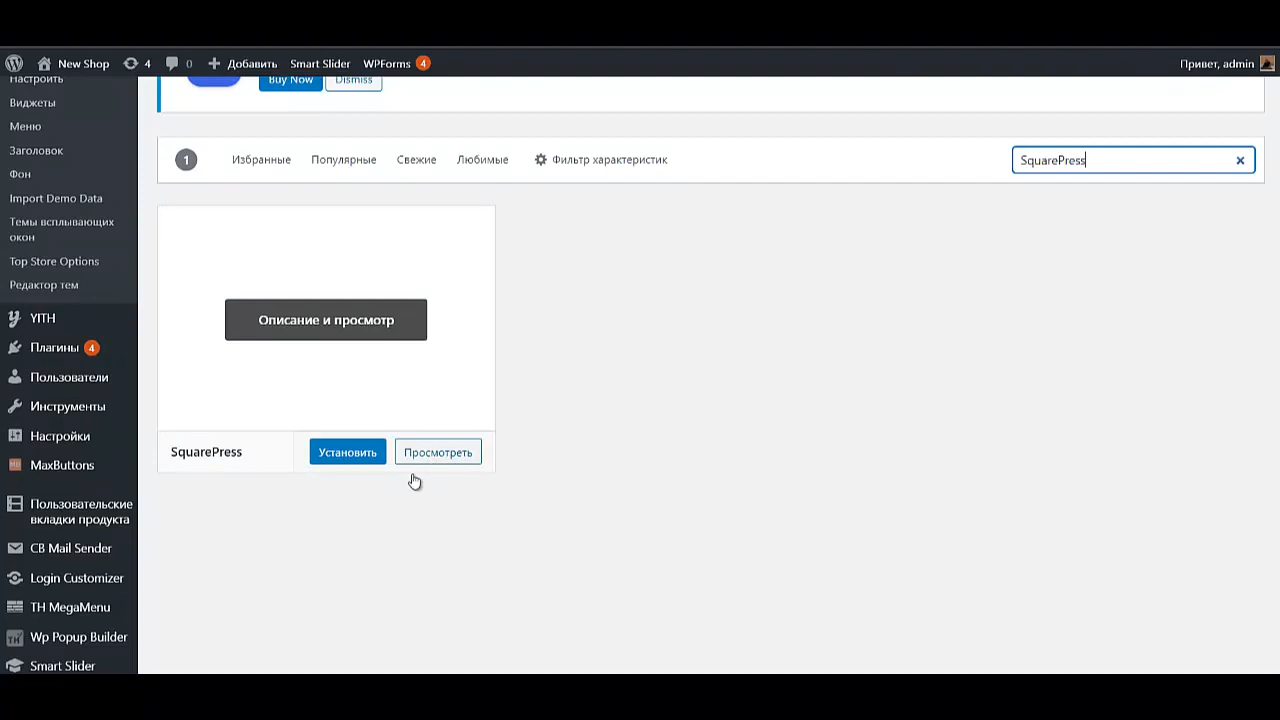 New Shop 4 0 Добавить Smart Slider WPForms 4 Привет, admin
Настроить
Виджеты
Меню
Заголовок
Фон
Import Demo Data
Темы всплывающих
окон
Top Store Options
Редактор тем
YITH
Плагины 4
Пользователи
Инструменты
Настройки
MaxButtons
Пользовательские
вкладки продукта
CB Mail Sender
Login Customizer
TH MegaMenu
TH Wp Popup Builder
Smart Slider
Buy Now Dismiss
1 Избранные Популярные Свежие Любимые Фильтр характеристик SquarePress
Описание и просмотр
SquarePress Установить Просмотреть